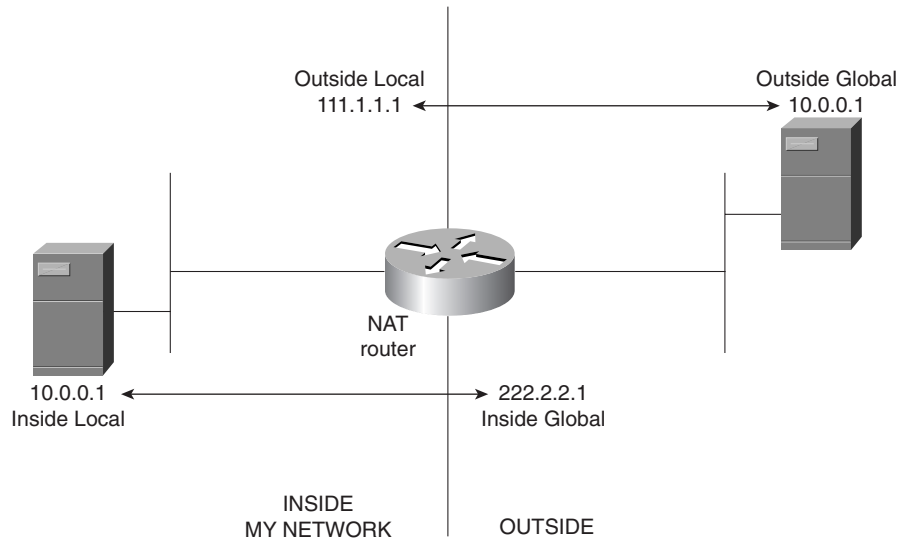 Outside Local
111.1.1.1
Outside Global
10.0.0.1
NAT
router
10.0.0.1
Inside Local
222.2.2.1
Inside Global
INSIDE
MY NETWORK
OUTSIDE